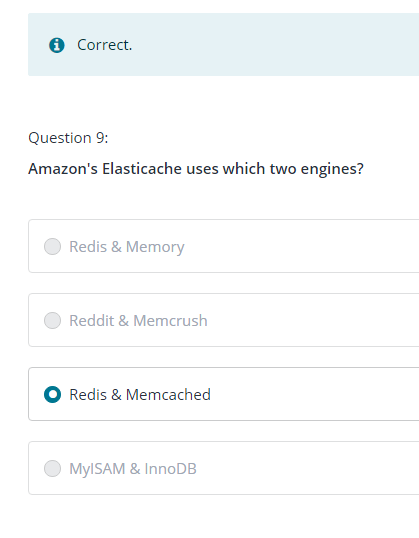 Correct.
Question 9:
Amazon's Elasticache uses which two engines?
Redis & Memory
Reddit & Memcrush
Redis & Memcached
MyISAM & InnoDB